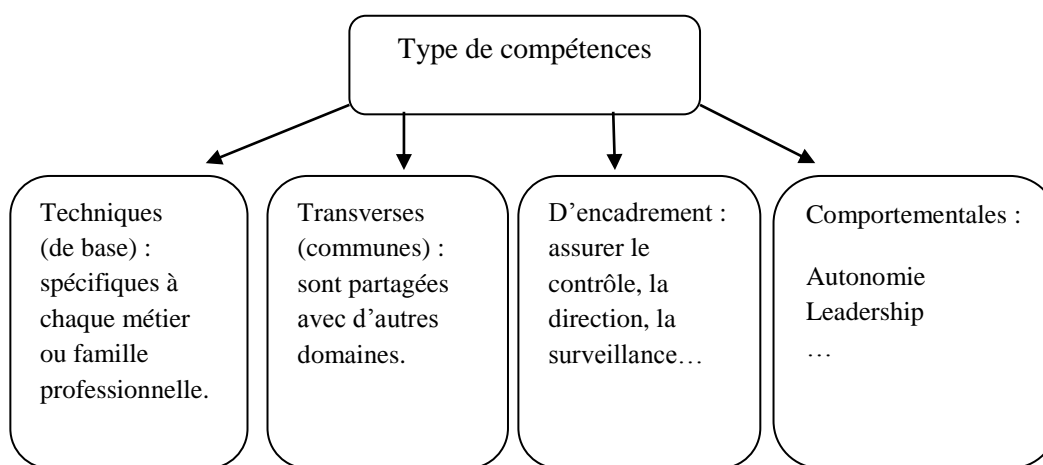 Type de compétences
Techniques
(de base) :
spécifiques à
chaque métier
ou famille
professionnelle.
Transverses
(communes) :
sont partagées
avec d’autres
domaines.
D’encadrement :
assurer le
contrôle, la
direction, la
surveillance…
Comportementales :
Autonomie
Leadership
…